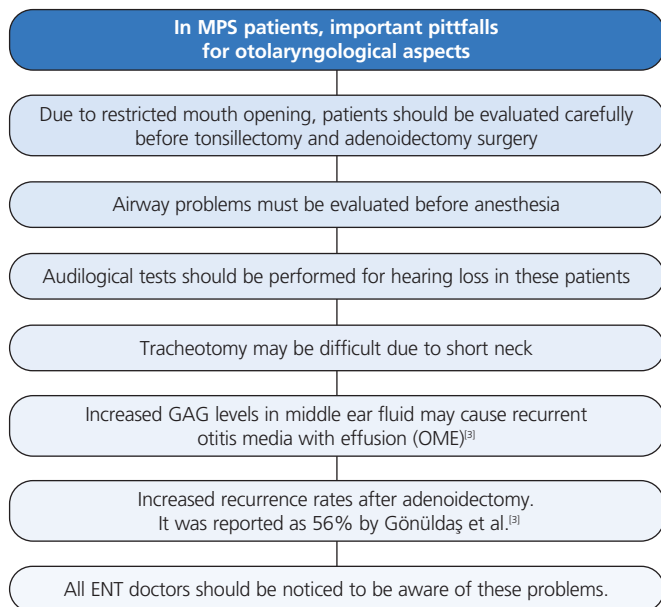 In MPS patients, important pittfalls
for otolaryngological aspects
Due to restricted mouth opening, patients should be evaluated carefully
before tonsillectomy and adenoidectomy surgery
Airway problems must be evaluated before anesthesia
Audilogical tests should be performed for hearing loss in these patients
Tracheotomy may be difficult due to short neck
Increased GAG levels in middle ear fluid may cause recurrent
otitis media with effusion (OME)[3]
Increased recurrence rates after adenoidectomy.
It was reported as 56% by Gönüldaş et al.[3]
All ENT doctors should be noticed to be aware of these problems.